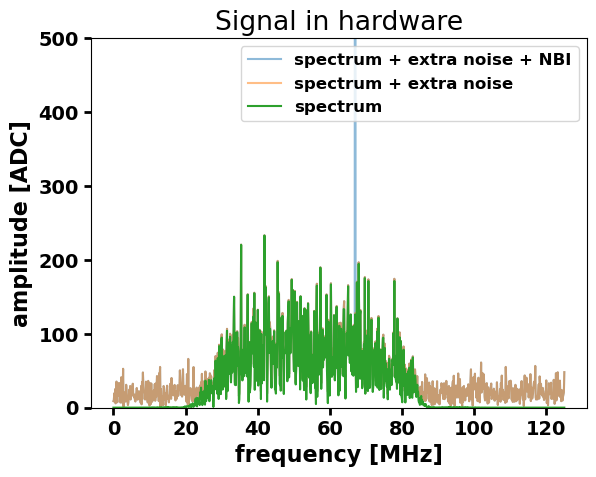 Signal in hardware
spectrum + extra noise + NBI
spectrum + extra noise
spectrum
amplitude [ADC]
500
400
300
200
100
0
0 20 40 60 80 100 120
frequency [MHz]